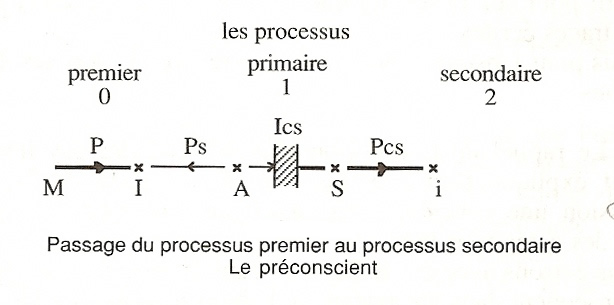 les processus
premier primaire secondaire
0 1 2
Ics
P Ps Pcs
M I A S i
Passage du processus premier au processus secondaire
Le préconscient